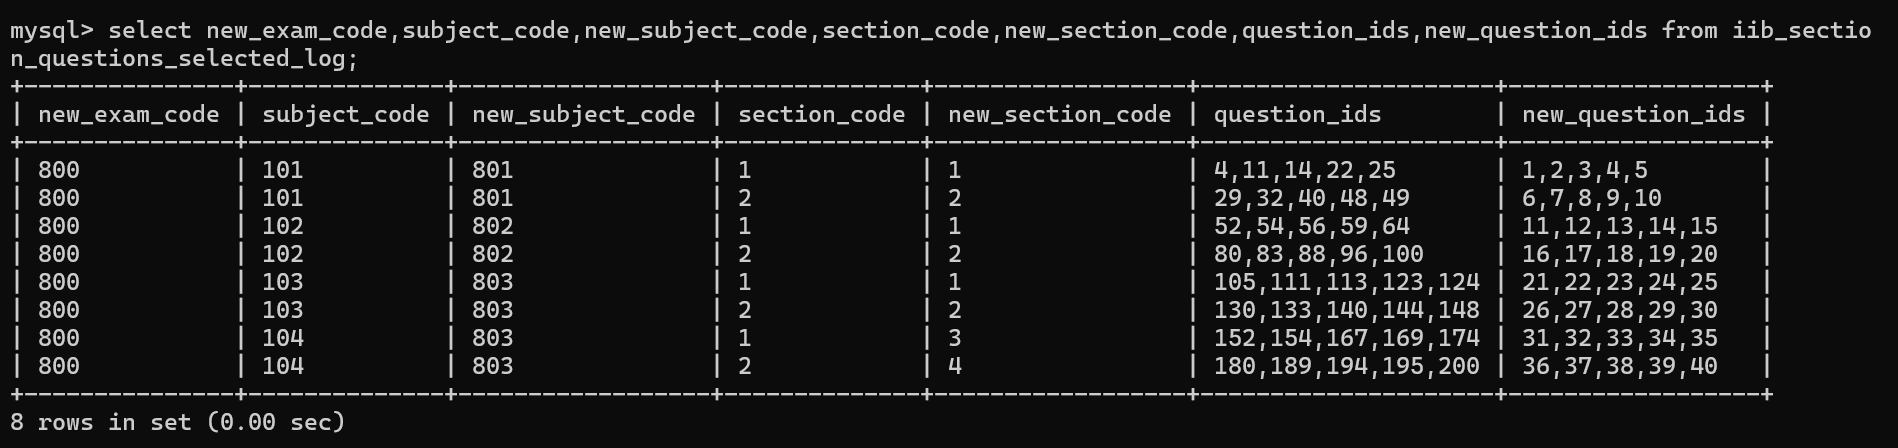 mysql> select new_exam_code,subject_code,new_subject_code,section_code,new_section_code,question_ids,new_question_ids from iib_sectio
n_questions_selected_log;
+---------------+--------------+------------------+--------------+------------------+---------------------+------------------+
| new_exam_code | subject_code | new_subject_code | section_code | new_section_code | question_ids        | new_question_ids |
+---------------+--------------+------------------+--------------+------------------+---------------------+------------------+
| 800           | 101          | 801              | 1            | 1                | 4,11,14,22,25       | 1,2,3,4,5        |
| 800           | 101          | 801              | 2            | 2                | 29,32,40,48,49      | 6,7,8,9,10       |
| 800           | 102          | 802              | 1            | 1                | 52,54,56,59,64      | 11,12,13,14,15   |
| 800           | 102          | 802              | 2            | 2                | 80,83,88,96,100     | 16,17,18,19,20   |
| 800           | 103          | 803              | 1            | 1                | 105,111,113,123,124 | 21,22,23,24,25   |
| 800           | 103          | 803              | 2            | 2                | 130,133,140,144,148 | 26,27,28,29,30   |
| 800           | 104          | 803              | 1            | 3                | 152,154,167,169,174 | 31,32,33,34,35   |
| 800           | 104          | 803              | 2            | 4                | 180,189,194,195,200 | 36,37,38,39,40   |
+---------------+--------------+------------------+--------------+------------------+---------------------+------------------+
8 rows in set (0.00 sec)